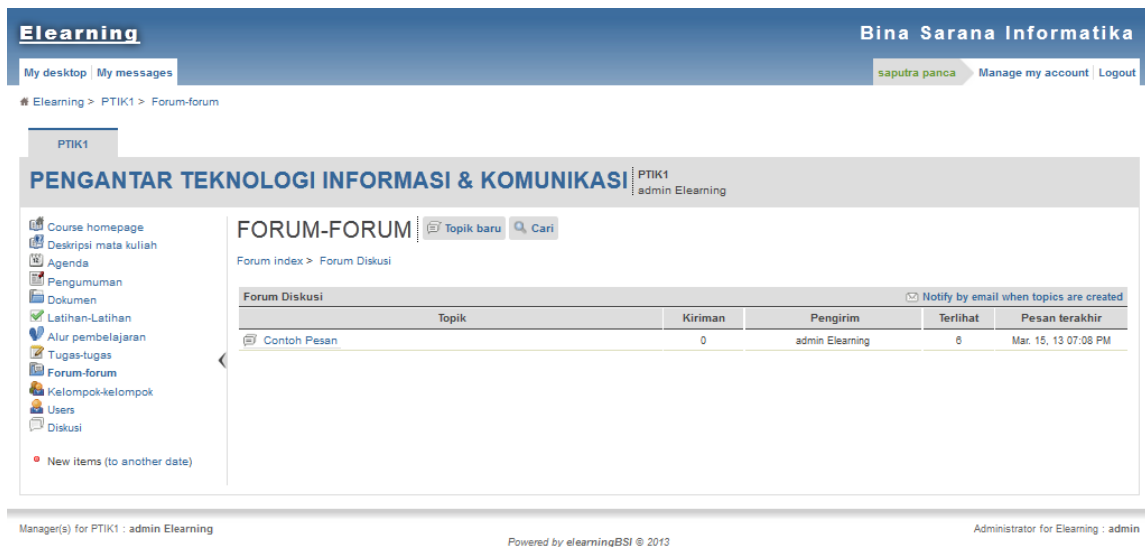 Elearning
Bina Sarana Informatika
My desktop My messages
saputra panca Manage my account Logout
Elearning > PTIK1 > Forum-forum
PTIK1
PENGANTAR TEKNOLOGI INFORMASI & KOMUNIKASI
PTIK1
admin Elearning
Course homepage
Deskripsi mata kuliah
Agenda
Pengumuman
Dokumen
Latihan-Latihan
Alur pembelajaran
Tugas-tugas
Forum-forum
Kelompok-kelompok
Users
Diskusi
New items (to another date)
FORUM-FORUM Topik baru Cari
Forum index > Forum Diskusi
Forum Diskusi Notify by email when topics are created
Topik Kiriman Pengirim Terlihat Pesan terakhir
Contoh Pesan 0 admin Elearning 6 Mar. 15, 13 07:08 PM
Manager(s) for PTIK1 : admin Elearning
Powered by elearningBSI © 2013
Administrator for Elearning : admin